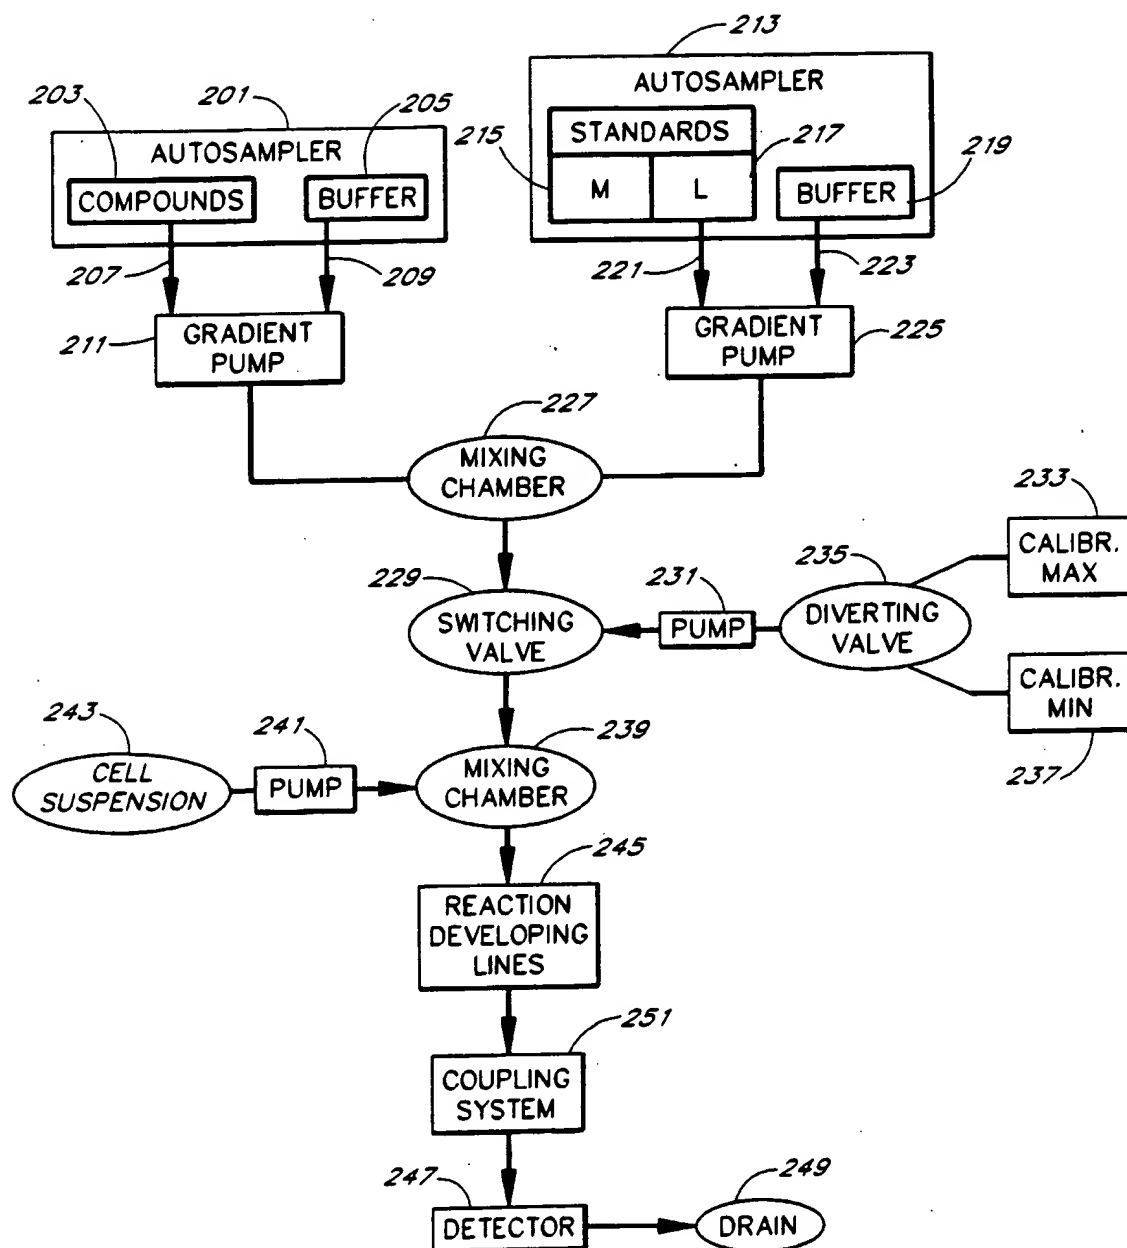 213
203
201
205
AUTOSAMPLER
STANDARDS
215
217
219
M
L
BUFFER
AUTOSAMPLER
COMPOUNDS
BUFFER
207
209
221
223
211
GRADIENT
PUMP
GRADIENT
PUMP
225
227
MIXING
CHAMBER
233
CALIBR.
MAX
229
231
235
SWITCHING
VALVE
PUMP
DIVERTING
VALVE
CALIBR.
MIN
237
243
241
239
CELL
SUSPENSION
PUMP
MIXING
CHAMBER
245
REACTION
DEVELOPING
LINES
251
COUPLING
SYSTEM
247
249
DETECTOR
DRAIN